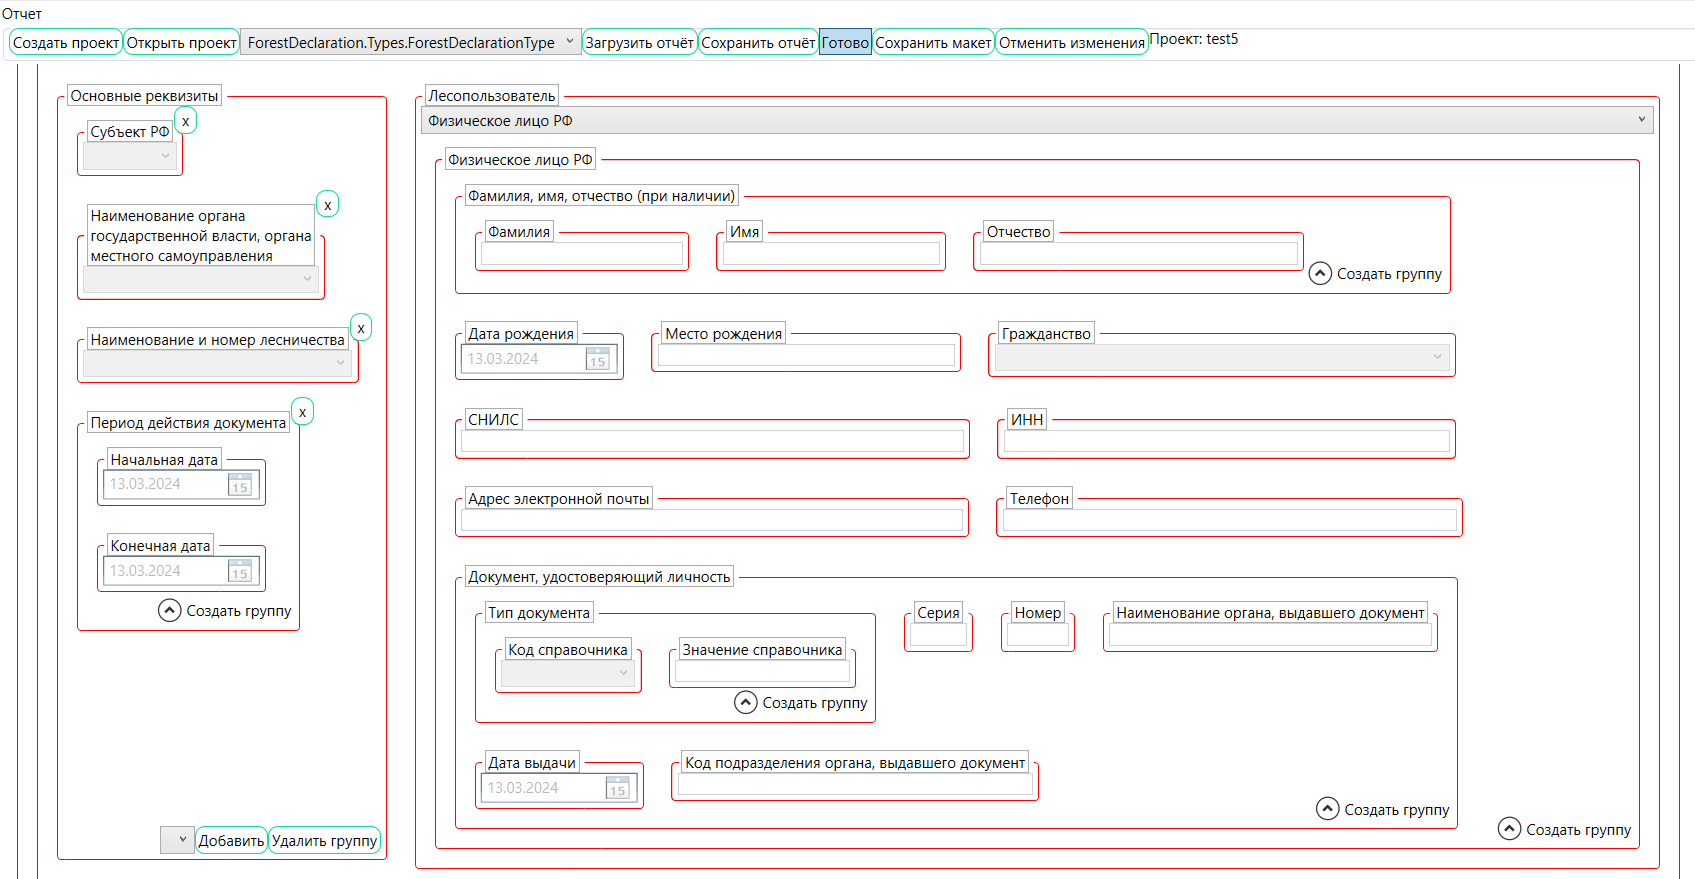 Отчет
Создать проект Открыть проект ForestDeclaration.Types.ForestDeclarationType Загрузить отчёт Сохранить отчёт Готово Сохранить макет Отменить изменения Проект: test5
Основные реквизиты
x
Субъект РФ
x
Наименование органа
государственной власти, органа
местного самоуправления
x
Наименование и номер лесничества
x
Период действия документа
Начальная дата
13.03.2024 15
Конечная дата
13.03.2024 15
Создать группу
Добавить Удалить группу
Лесопользователь
Физическое лицо РФ
Физическое лицо РФ
Фамилия, имя, отчество (при наличии)
Фамилия Имя Отчество
Создать группу
Дата рождения Место рождения Гражданство
13.03.2024 15
СНИЛС ИНН
Адрес электронной почты Телефон
Документ, удостоверяющий личность
Тип документа Серия Номер Наименование органа, выдавшего документ
Код справочника Значение справочника
Создать группу
Дата выдачи Код подразделения органа, выдавшего документ
13.03.2024 15
Создать группу
Создать группу